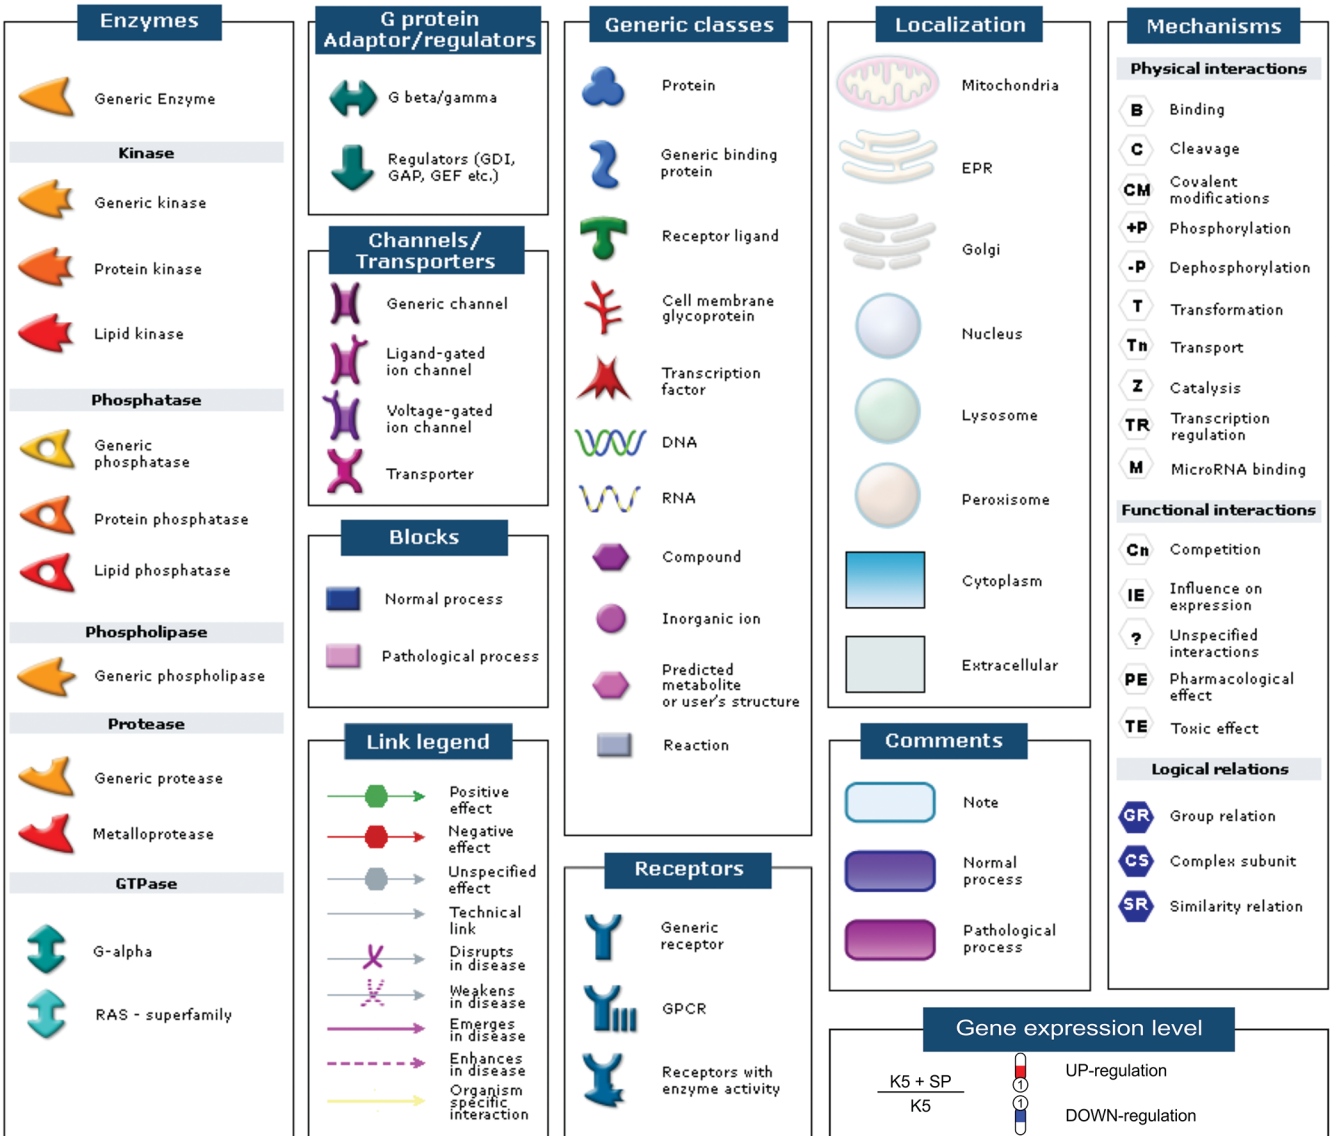 Enzymes
Generic Enzyme
Kinase
Generic kinase
Protein kinase
Lipid kinase
Phosphatase
Generic
phosphatase
Protein phosphatase
Lipid phosphatase
Phospholipase
Generic phospholipase
Protease
Generic protease
Metalloprotease
GTPase
G-alpha
RAS - superfamily
G protein
Adaptor/regulators
G beta/gamma
Regulators (GDI,
GAP, GEF etc.)
Channels/
Transporters
Generic channel
Ligand-gated
ion channel
Voltage-gated
ion channel
Transporter
Blocks
Normal process
Pathological process
Link legend
Positive
effect
Negative
effect
Unspecified
effect
Technical
link
Disrupts
in disease
Weakens
in disease
Emerges
in disease
Enhances
in disease
Organism
specific
interaction
Generic classes
Protein
Generic binding
protein
Receptor ligand
Cell membrane
glycoprotein
Transcription
factor
DNA
RNA
Compound
Inorganic ion
Predicted
metabolite
or user's structure
Reaction
Receptors
Generic
receptor
GPCR
Receptors with
enzyme activity
Localization
Mitochondria
EPR
Golgi
Nucleus
Lysosome
Peroxisome
Cytoplasm
Extracellular
Comments
Note
Normal
process
Pathological
process
Mechanisms
Physical interactions
B Binding
C Cleavage
CM Covalent
modifications
+P Phosphorylation
-P Dephosphorylation
T Transformation
Tn Transport
Z Catalysis
TR Transcription
regulation
M MicroRNA binding
Functional interactions
Cn Competition
IE Influence on
expression
? Unspecified
interactions
PE Pharmacological
effect
TE Toxic effect
Logical relations
GR Group relation
CS Complex subunit
SR Similarity relation
Gene expression level
K5 + SP
K5
1 UP-regulation
1 DOWN-regulation